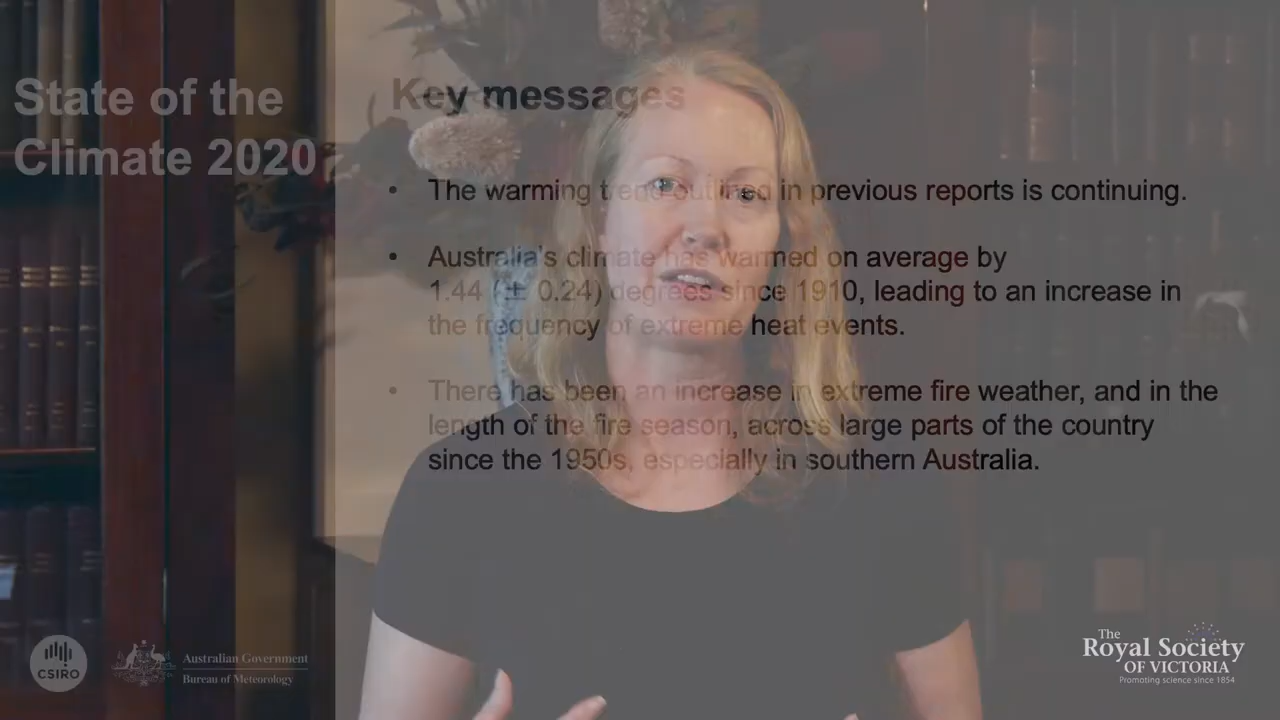 State of the
Climate 2020
Key messages
• The warming trend outlined in previous reports is continuing.
• Australia's climate has warmed on average by
1.44 (± 0.24) degrees since 1910, leading to an increase in
the frequency of extreme heat events.
• There has been an increase in extreme fire weather, and in the
length of the fire season, across large parts of the country
since the 1950s, especially in southern Australia.
CSIRO
Australian Government
Bureau of Meteorology
The
Royal Society
OF VICTORIA
Promoting science since 1854